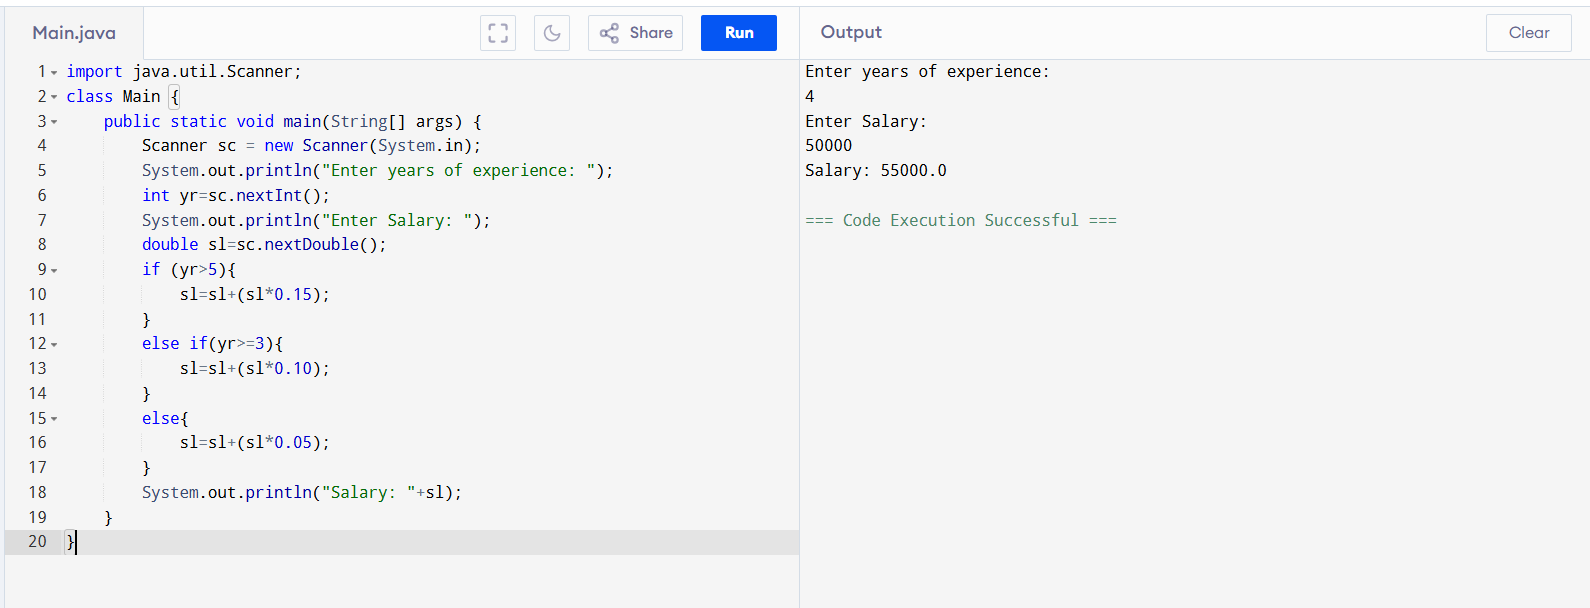 Main.java
Share
Run
Output
Clear
1 import java.util.Scanner;
2 class Main {
3     public static void main(String[] args) {
4         Scanner sc = new Scanner(System.in);
5         System.out.println("Enter years of experience: ");
6         int yr=sc.nextInt();
7         System.out.println("Enter Salary: ");
8         double sl=sc.nextDouble();
9         if (yr>5){
10             sl=sl+(sl*0.15);
11         }
12         else if(yr>=3){
13             sl=sl+(sl*0.10);
14         }
15         else{
16             sl=sl+(sl*0.05);
17         }
18         System.out.println("Salary: "+sl);
19     }
20 }
Enter years of experience:
4
Enter Salary:
50000
Salary: 55000.0
=== Code Execution Successful ===